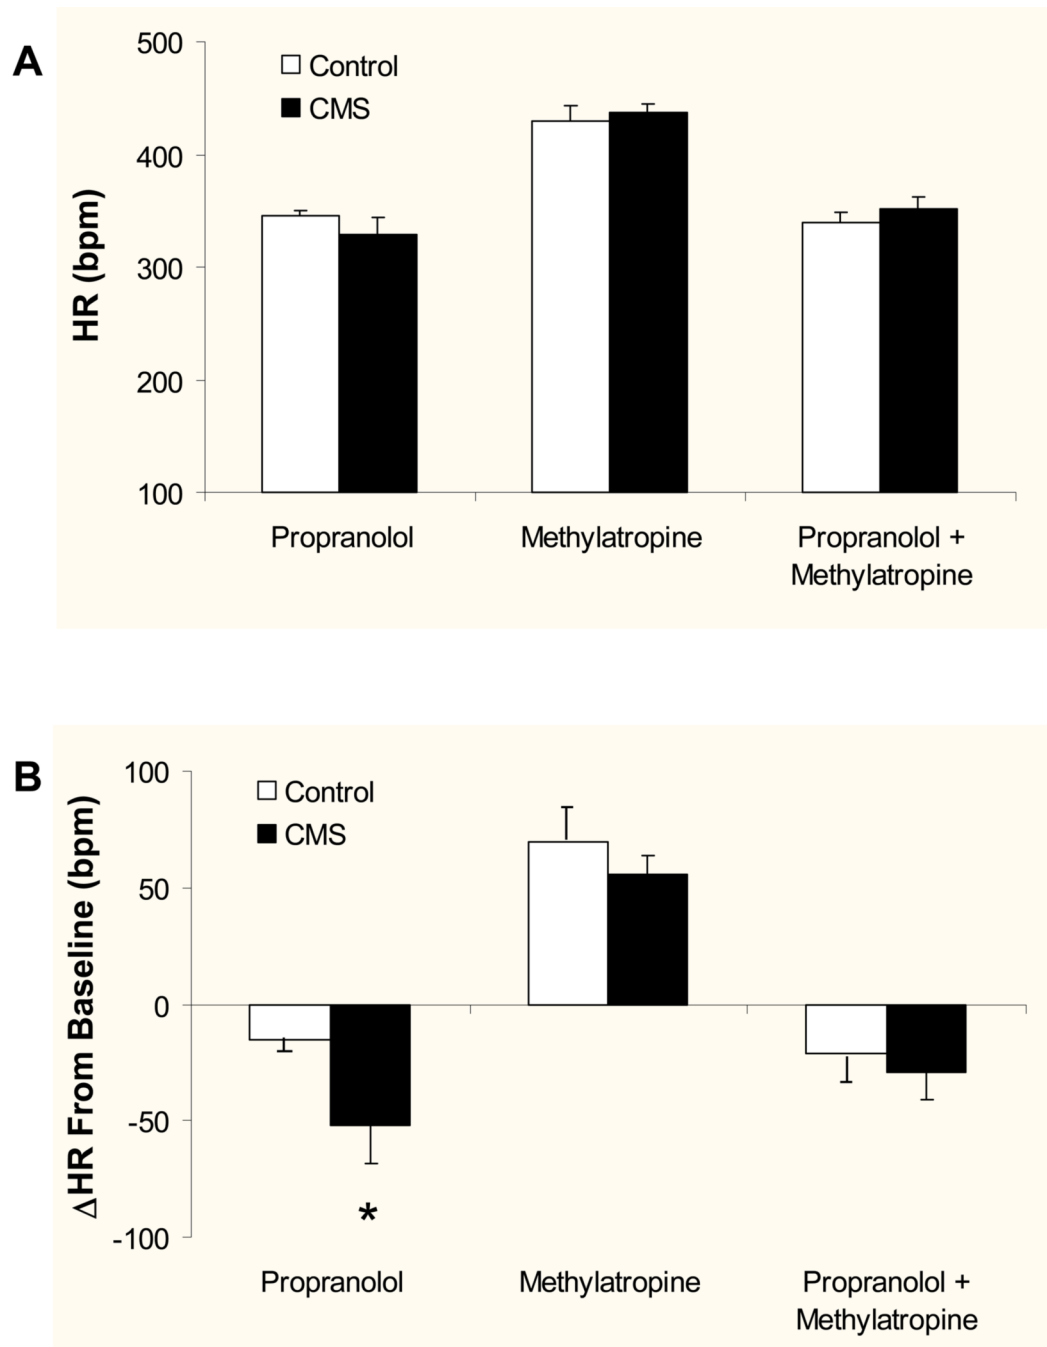 A
500
400
300
200
100
HR (bpm)
Control
CMS
Propranolol
Methylatropine
Propranolol +
Methylatropine
B
100
50
0
-50
-100
ΔHR From Baseline (bpm)
Control
CMS
*
Propranolol
Methylatropine
Propranolol +
Methylatropine